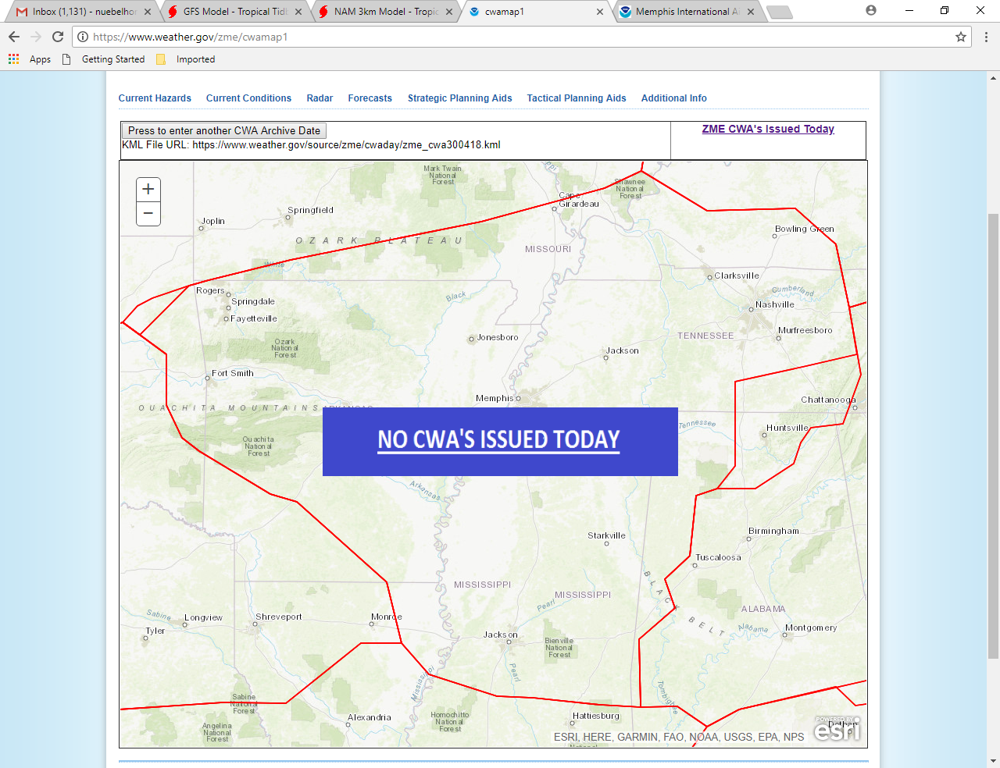 Inbox (1,131) - nuebelhor
GFS Model - Tropical Tidb
NAM 3km Model - Tropic
cwamap1
Memphis International A
https://www.weather.gov/zme/cwamap1
Apps
Getting Started
Imported
Current Hazards
Current Conditions
Radar
Forecasts
Strategic Planning Aids
Tactical Planning Aids
Additional Info
Press to enter another CWA Archive Date
ZME CWA's Issued Today
KML File URL: https://www.weather.gov/source/zme/cwaday/zme_cwa300418.kml
+
−
Mark Twain
National
Forest
Shawnee
National
Forest
Cape
Girardeau
Springfield
Joplin
Bowling Green
OZARK PLATEAU
MISSOURI
White
Clarksville
Rogers
Springdale
Fayetteville
Black
Cumberland
Nashville
Murfreesboro
TENNESSEE
Jonesboro
Ozark
National
Forest
Jackson
Fort Smith
Memphis
Chattanooga
OUACHITA MOUNTAINS
ARKANSAS
Tennessee
Huntsville
Ouachita
National
Forest
NO CWA'S ISSUED TODAY
Arkansas
Starkville
Birmingham
Tuscaloosa
MISSISSIPPI
MISSISSIPPI
BLACK BELT
ALABAMA
Pearl
Sabine
Longview
Shreveport
Monroe
Tyler
Jackson
Bienville
National
Forest
Alabama
Montgomery
Mississippi
Pearl
Tombigbee
Sabine
National
Forest
Angelina
National
Forest
Alexandria
Homochitto
National
Forest
Hattiesburg
Dothan
POWERED BY
esri
ESRI, HERE, GARMIN, FAO, NOAA, USGS, EPA, NPS